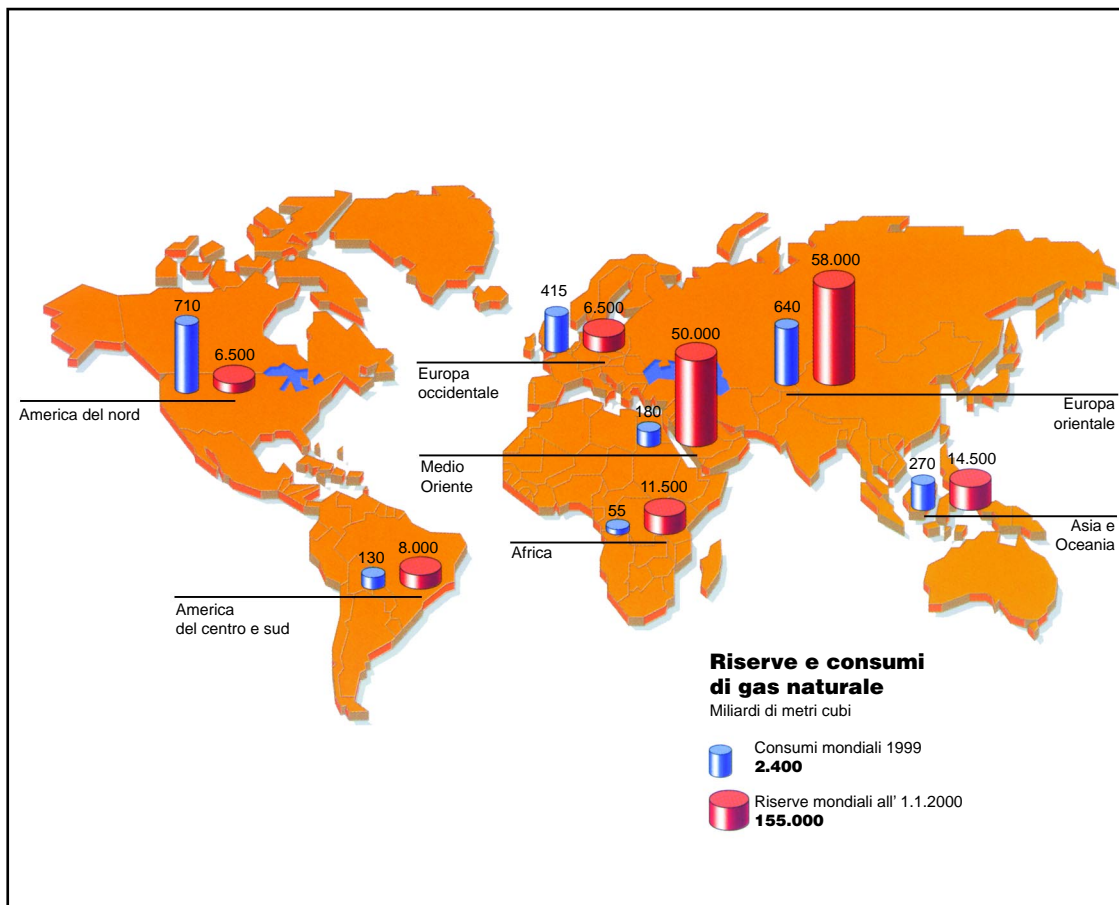 58.000
415
6.500
640
710
50.000
6.500
Europa
occidentale
America del nord
Europa
orientale
180
Medio
Oriente
270
14.500
11.500
55
Asia e
Oceania
Africa
130
8.000
America
del centro e sud
Riserve e consumi
di gas naturale
Miliardi di metri cubi
Consumi mondiali 1999
2.400
Riserve mondiali all' 1.1.2000
155.000